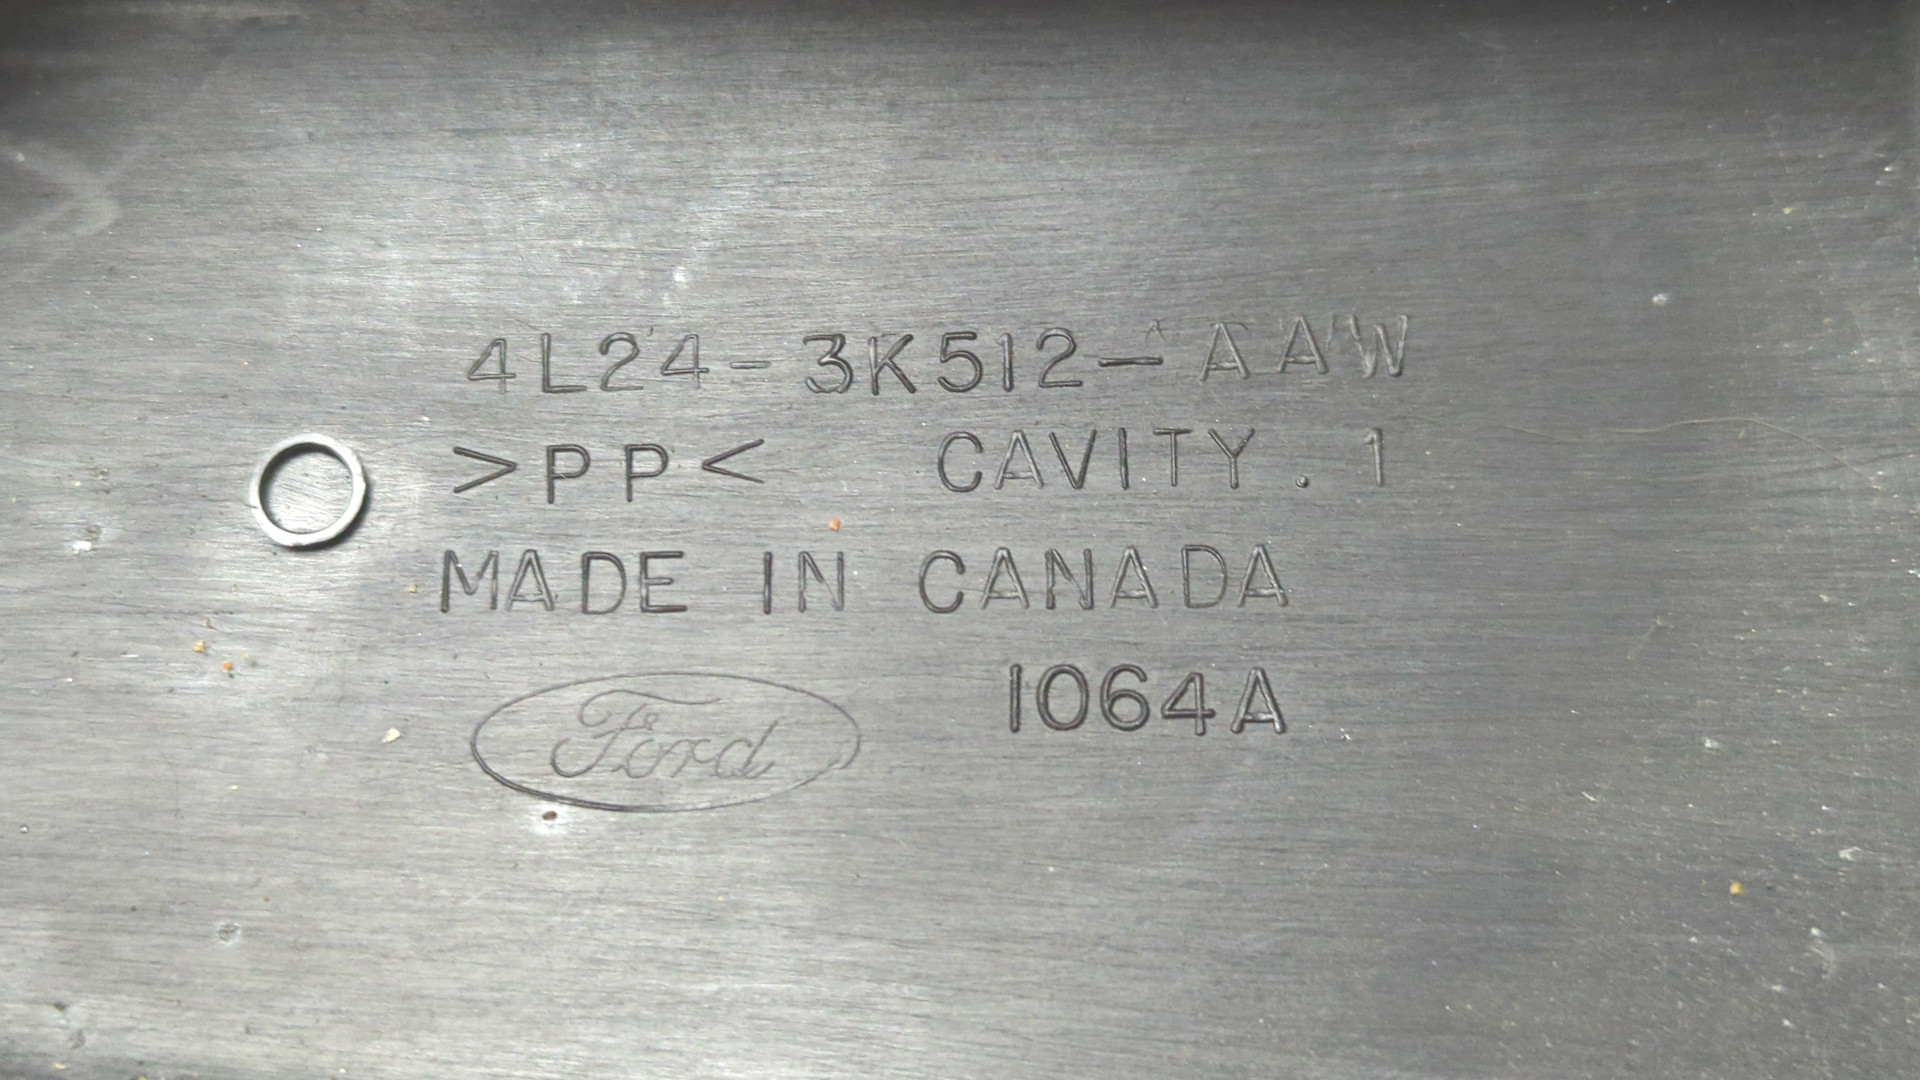 4L24-3K512-AAW
>PP< CAVITY . 1
MADE IN CANADA
Ford 1064A